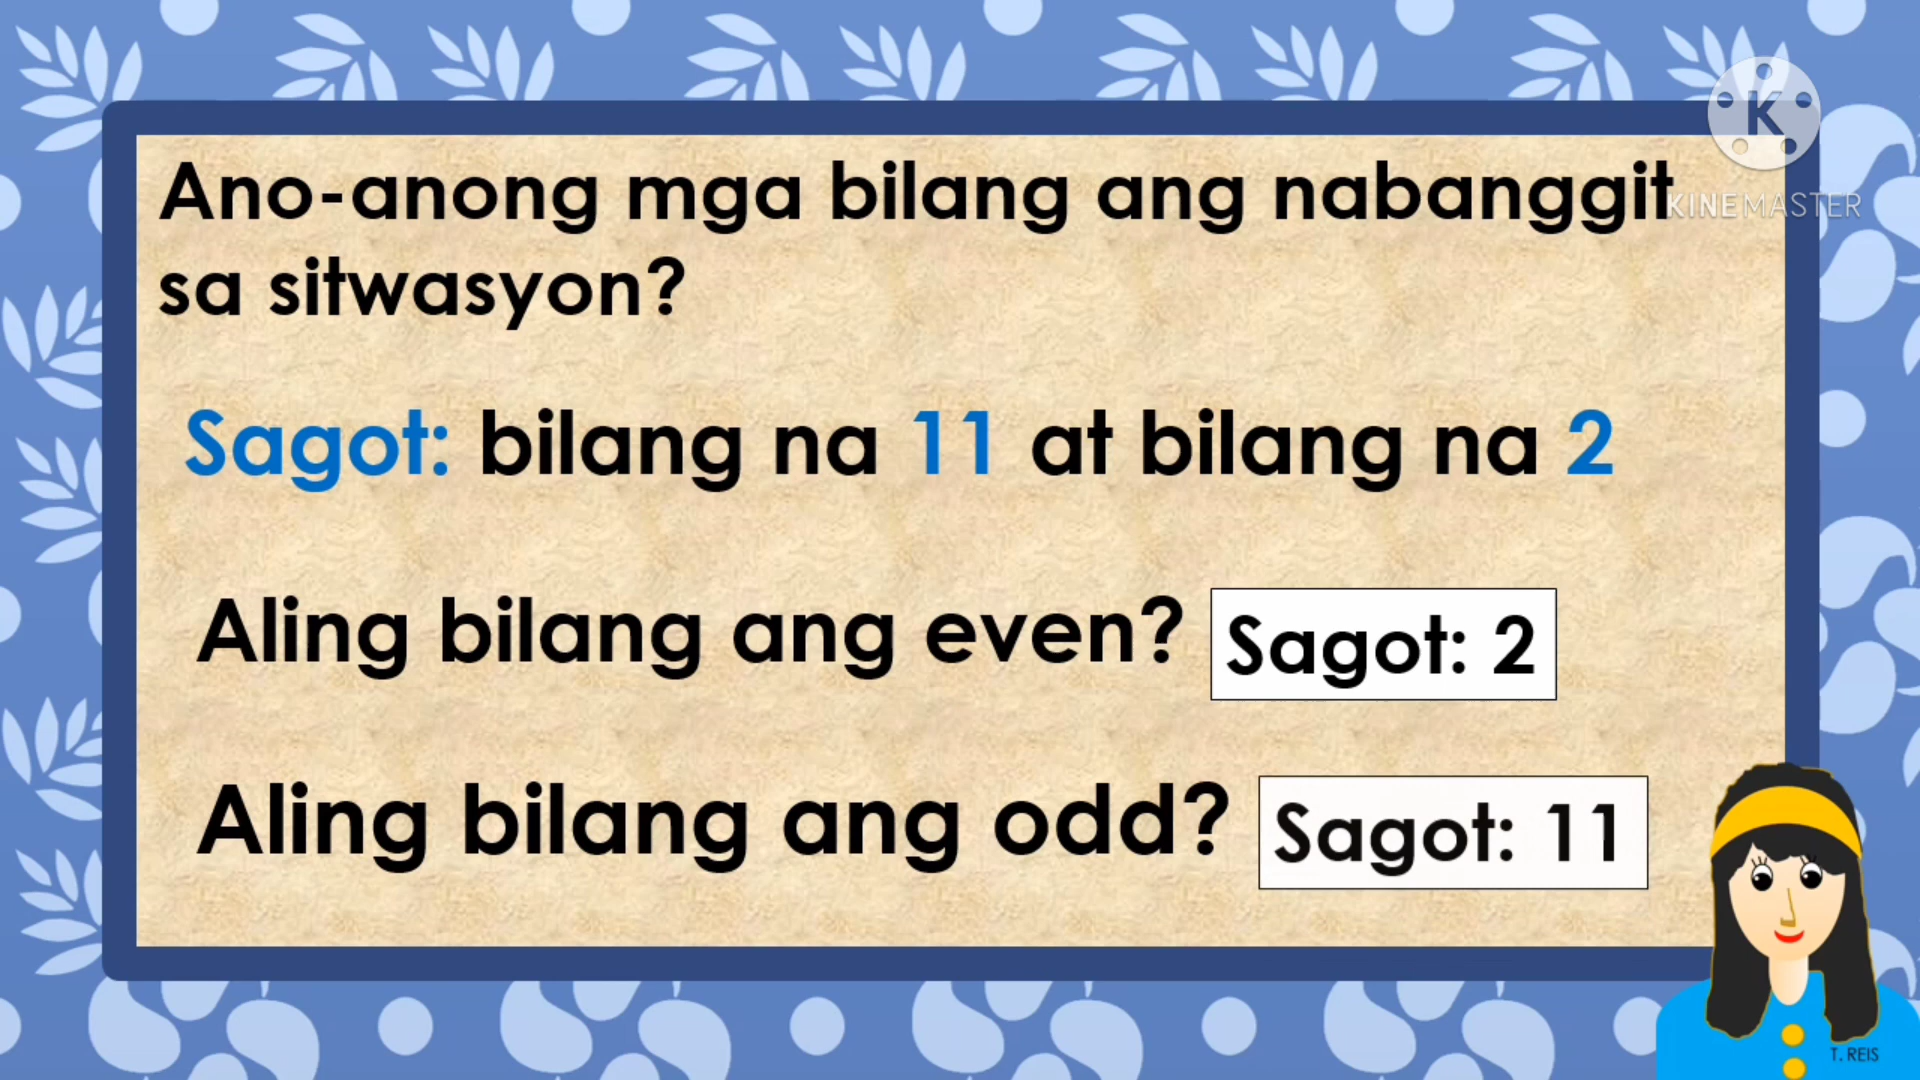 Ano-anong mga bilang ang nabanggit
sa sitwasyon?
K
KINEMASTER
Sagot: bilang na 11 at bilang na 2
Aling bilang ang even? Sagot: 2
Aling bilang ang odd? Sagot: 11
T. REIS